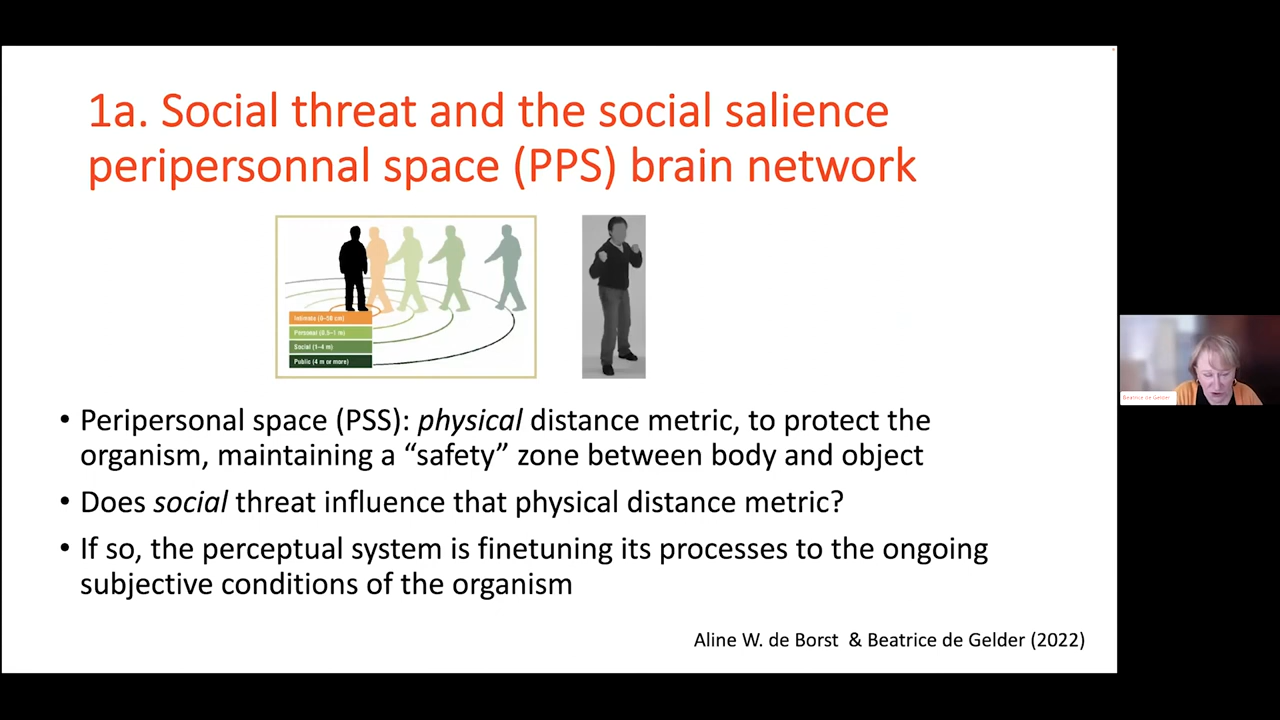 1a. Social threat and the social salience
peripersonnal space (PPS) brain network
Intimate (0-50 cm)
Personal (0.5-1 m)
Social (1-4 m)
Public (4 m or more)
• Peripersonal space (PSS): physical distance metric, to protect the
organism, maintaining a “safety” zone between body and object
• Does social threat influence that physical distance metric?
• If so, the perceptual system is finetuning its processes to the ongoing
subjective conditions of the organism
Aline W. de Borst & Beatrice de Gelder (2022)
Beatrice de Gelder